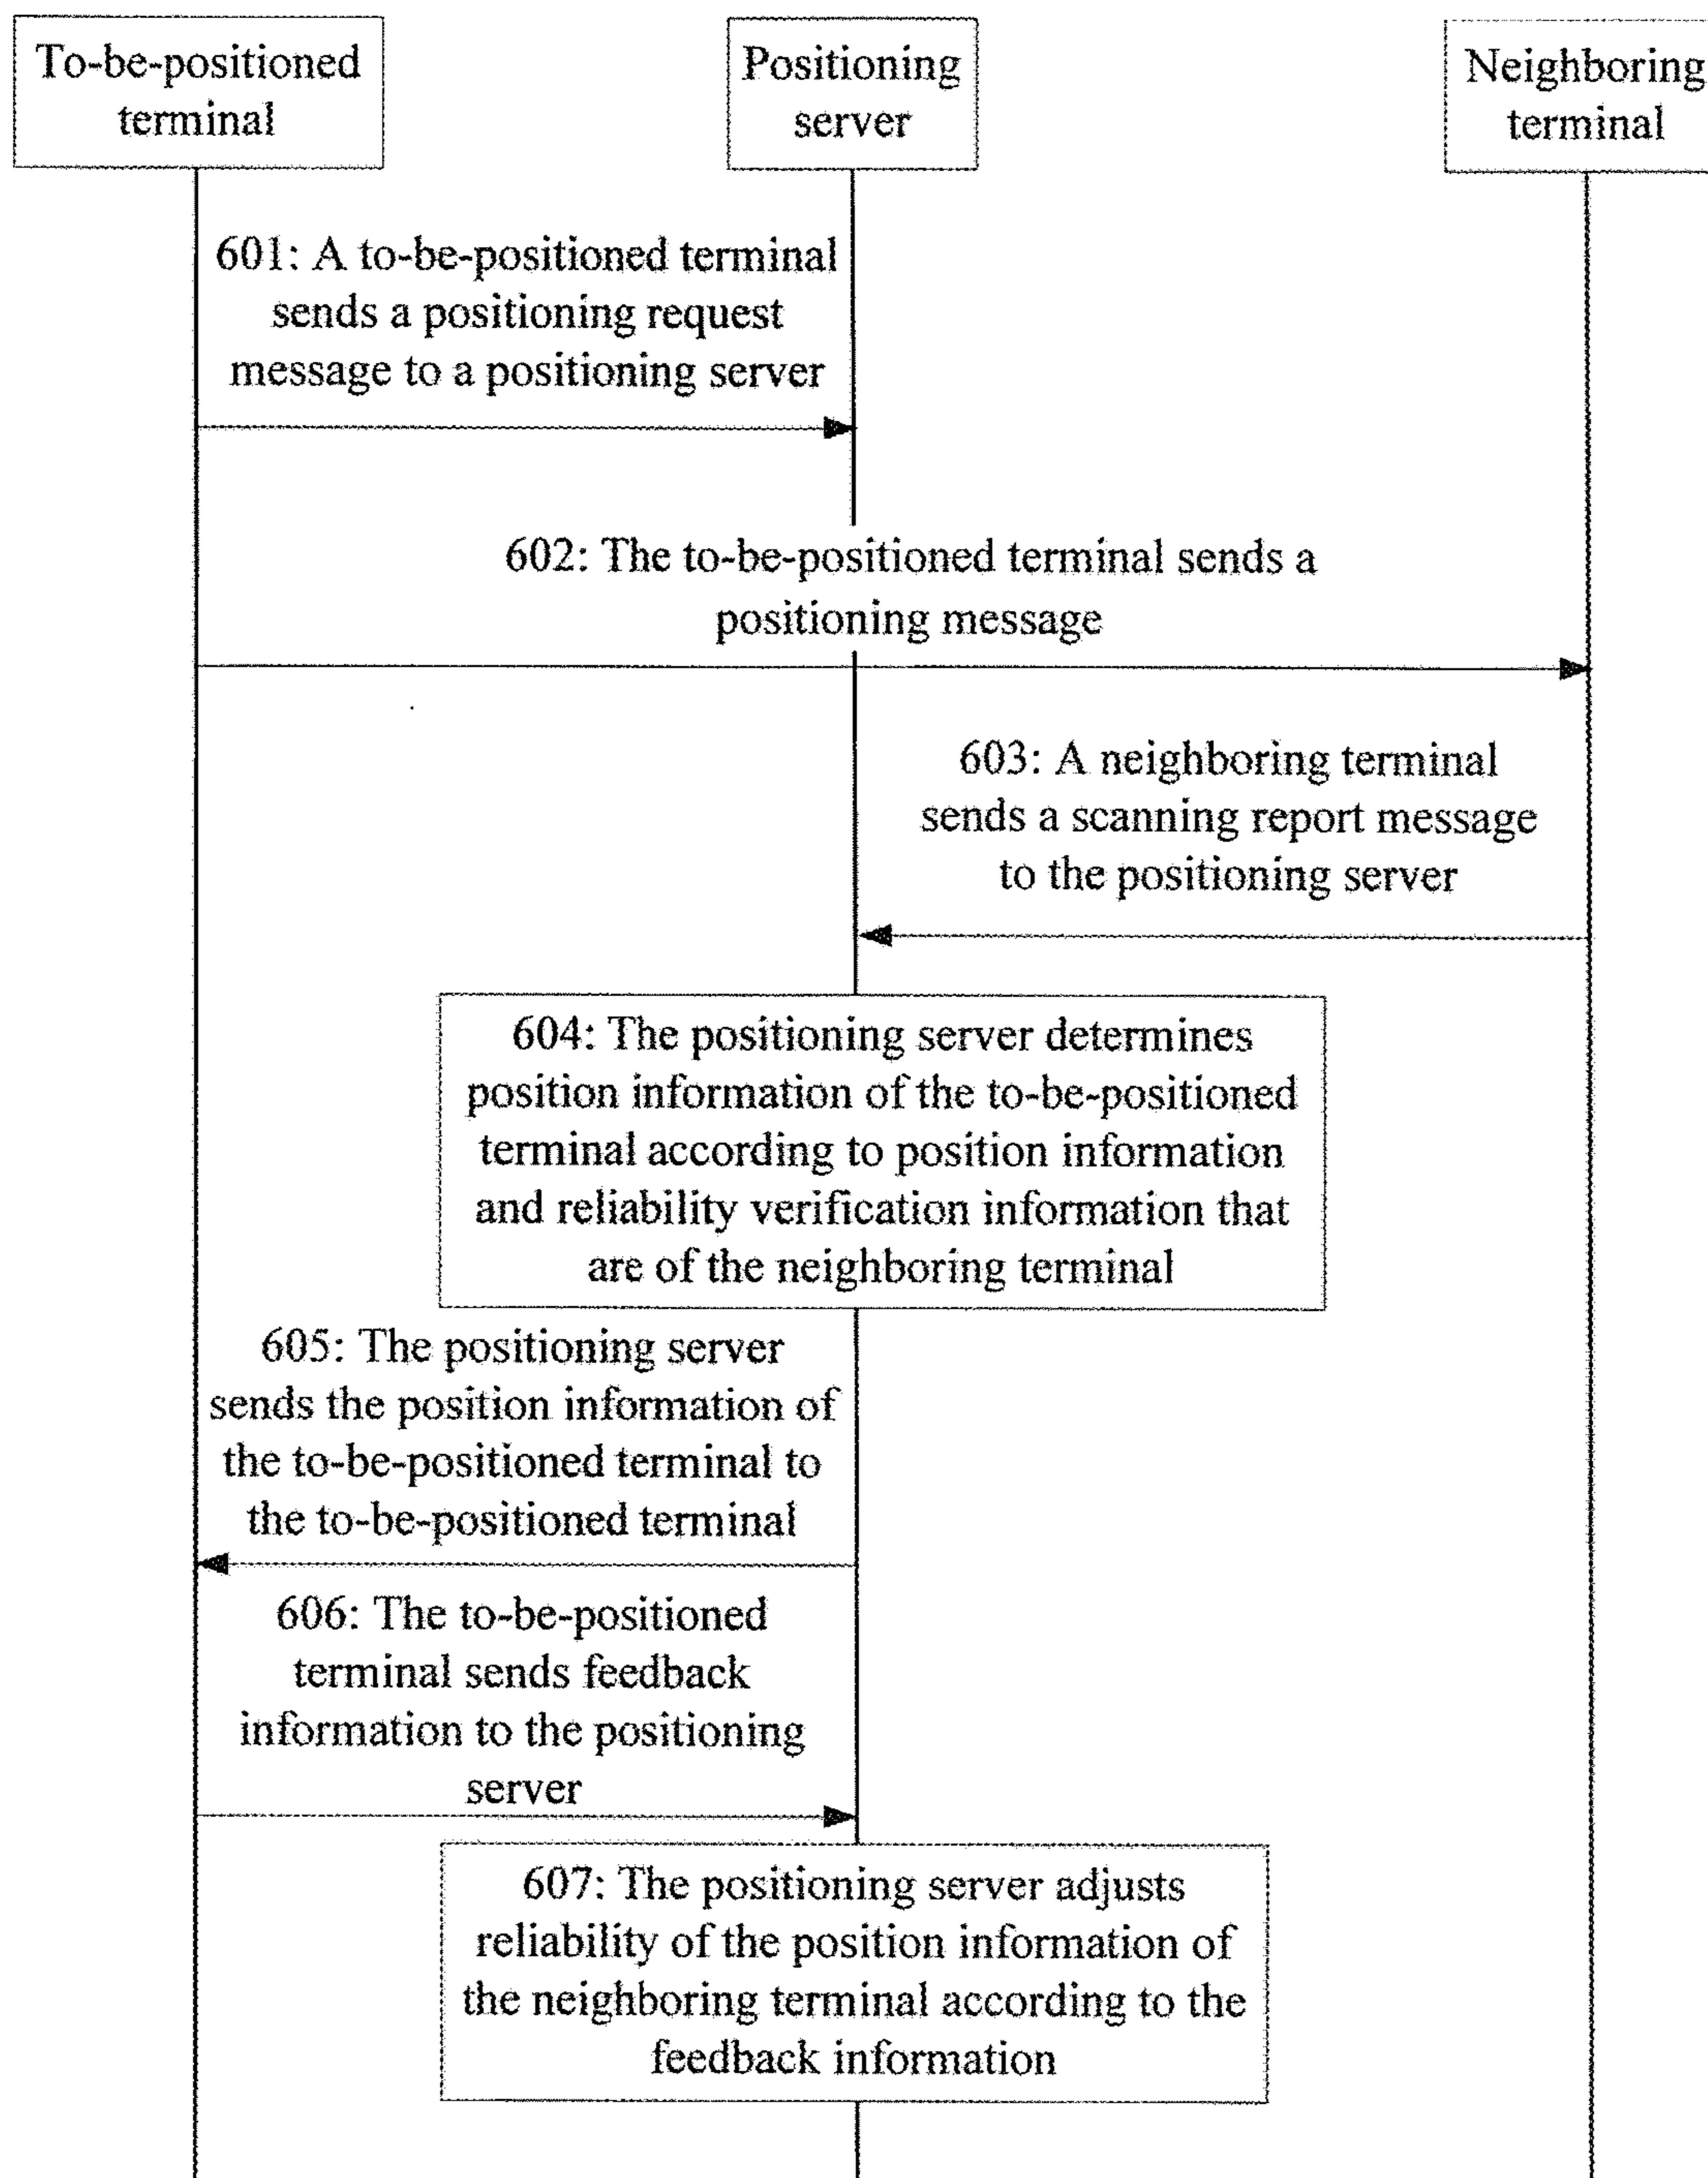 To-be-positioned
terminal
Positioning
server
Neighboring
terminal
601: A to-be-positioned terminal
sends a positioning request
message to a positioning server
602: The to-be-positioned terminal sends a
positioning message
603: A neighboring terminal
sends a scanning report message
to the positioning server
604: The positioning server determines
position information of the to-be-positioned
terminal according to position information
and reliability verification information that
are of the neighboring terminal
605: The positioning server
sends the position information of
the to-be-positioned terminal to
the to-be-positioned terminal
606: The to-be-positioned
terminal sends feedback
information to the positioning
server
607: The positioning server adjusts
reliability of the position information of
the neighboring terminal according to the
feedback information